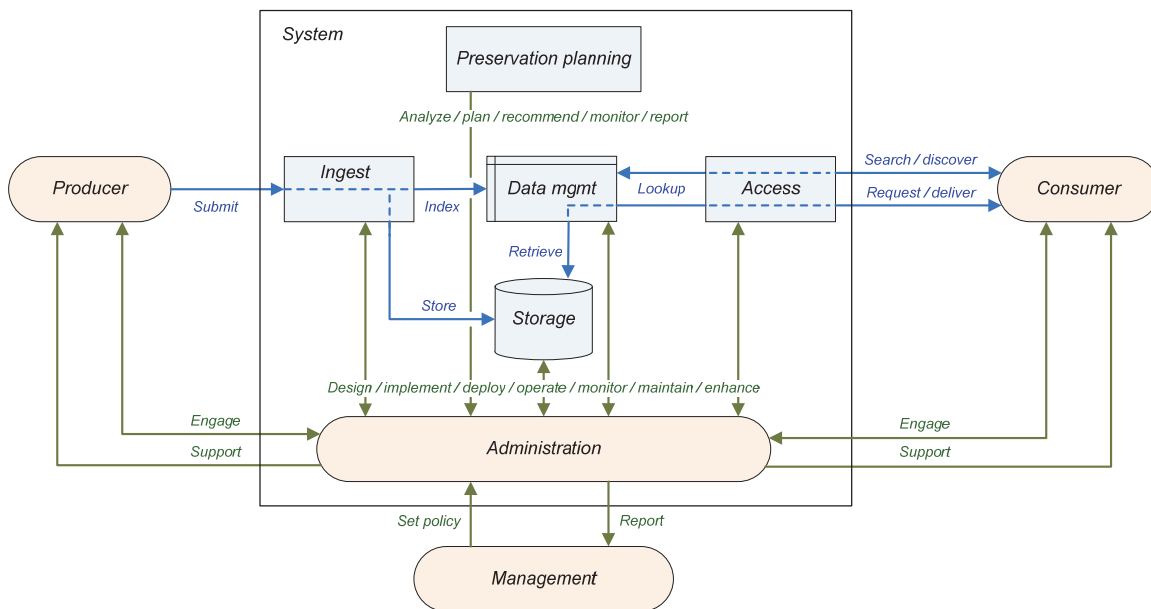 System
Preservation planning
Analyze / plan / recommend / monitor / report
Producer
Submit
Ingest
Index
Data mgmt
Lookup
Access
Search / discover
Request / deliver
Consumer
Retrieve
Store
Storage
Design / implement / deploy / operate / monitor / maintain / enhance
Engage
Support
Administration
Engage
Support
Set policy
Report
Management